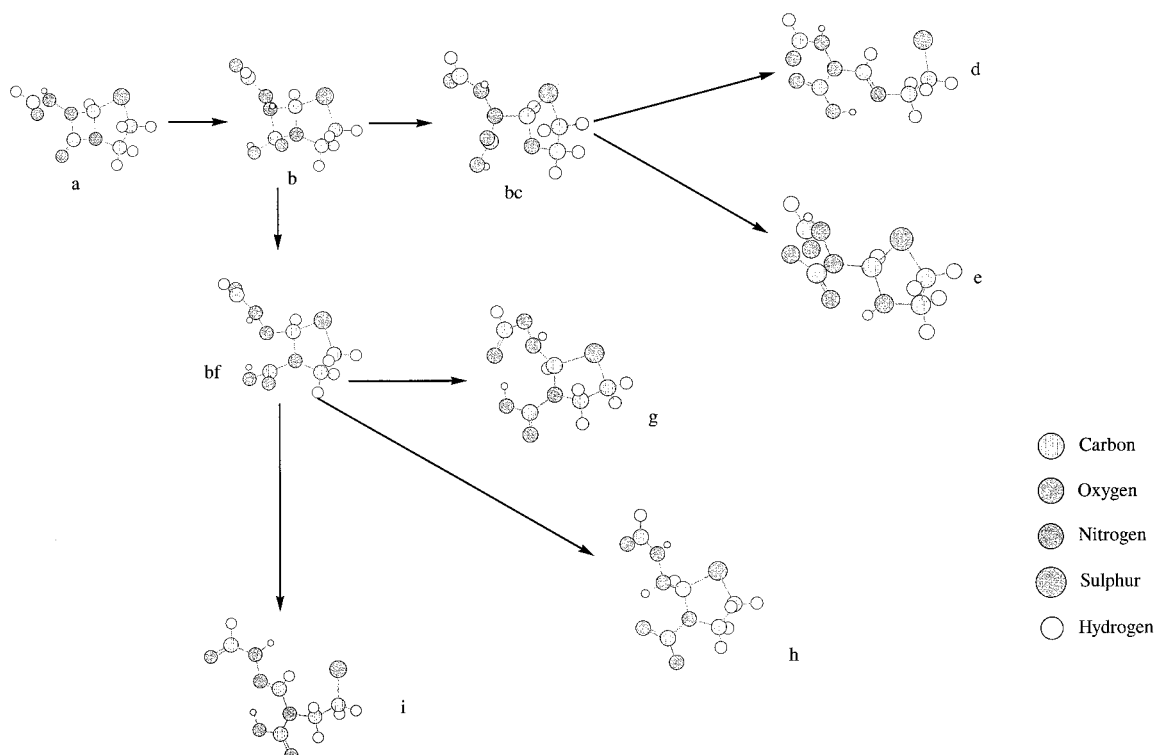 d
a
b
bc
e
bf
g
Carbon
Oxygen
Nitrogen
Sulphur
Hydrogen
h
i